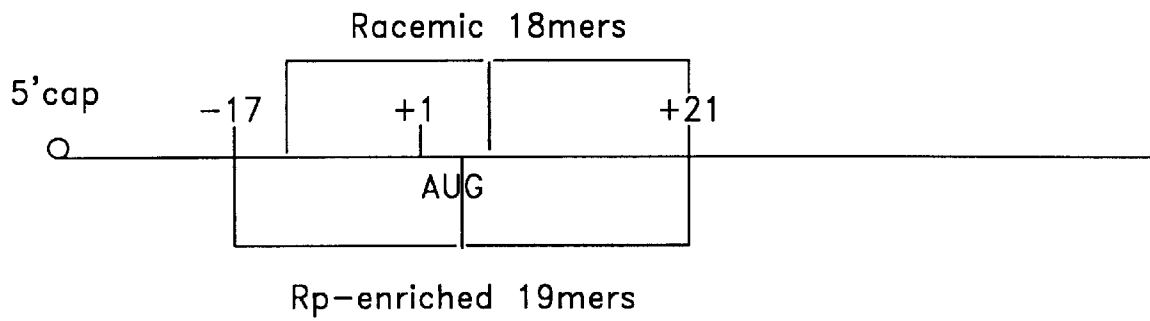 Racemic 18mers
5'cap
-17 +1 +21
AUG
Rp-enriched 19mers